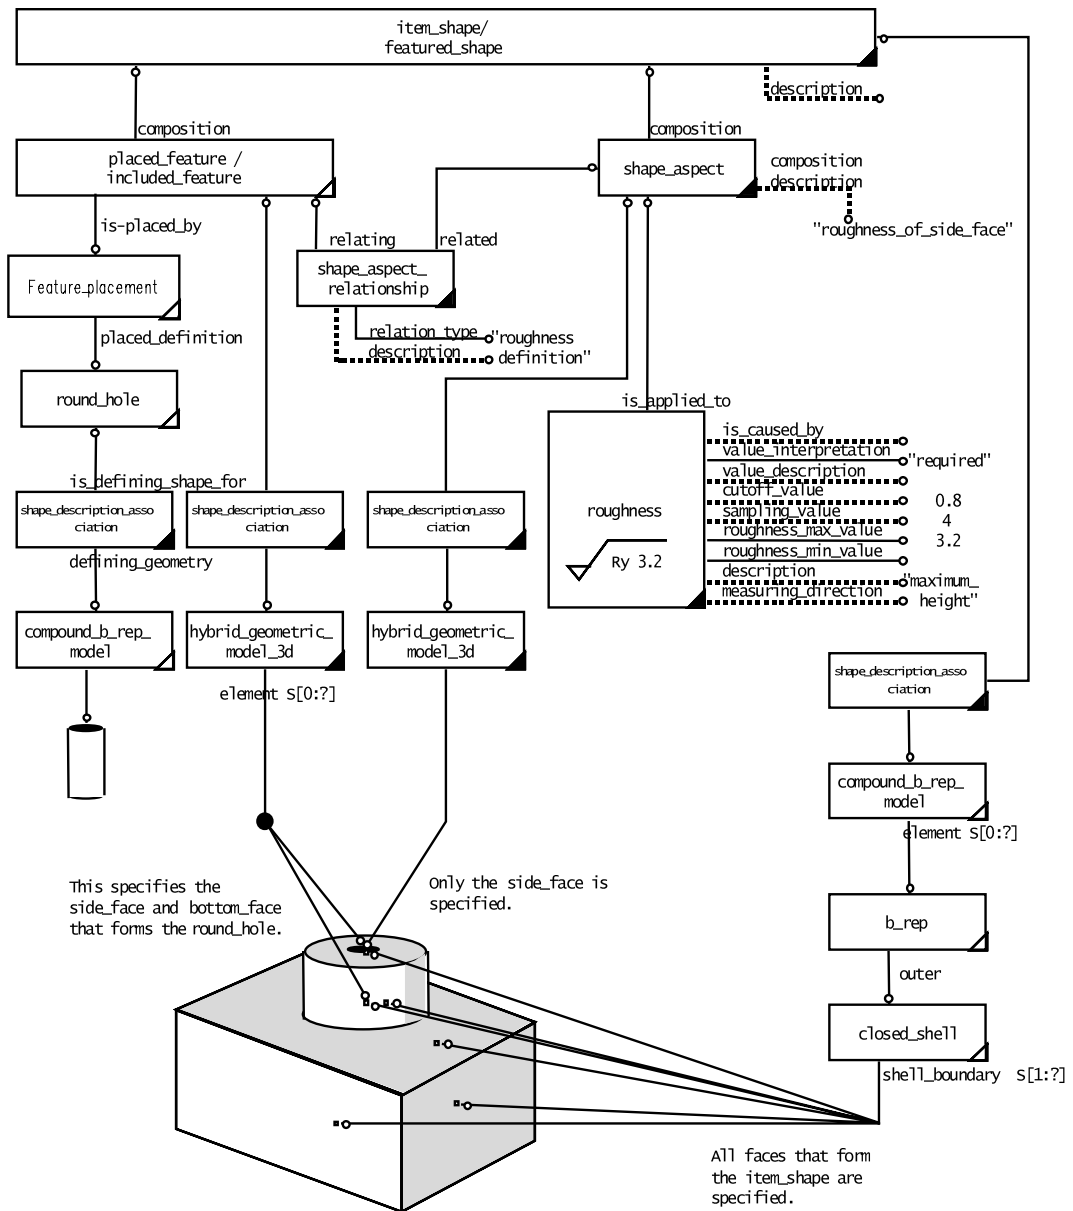 item_shape/
featured_shape
description
composition
composition
placed_feature /
included_feature
shape_aspect
composition
description
"roughness_of_side_face"
is-placed_by
relating
related
Feature_placement
shape_aspect_
relationship
placed_definition
relation_type
description
"roughness
definition"
round_hole
is_applied_to
is_defining_shape_for
shape_description_asso
ciation
shape_description_asso
ciation
shape_description_asso
ciation
roughness
Ry 3.2
is_caused_by
value_interpretation
"required"
value_description
cutoff_value
0.8
sampling_value
4
roughness_max_value
3.2
roughness_min_value
description
"maximum_
measuring_direction
height"
defining_geometry
compound_b_rep_
model
hybrid_geometric_
model_3d
hybrid_geometric_
model_3d
element S[0:?]
shape_description_asso
ciation
compound_b_rep_
model
element S[0:?]
This specifies the
side_face and bottom_face
that forms the round_hole.
Only the side_face is
specified.
b_rep
outer
closed_shell
shell_boundary S[1:?]
All faces that form
the item_shape are
specified.